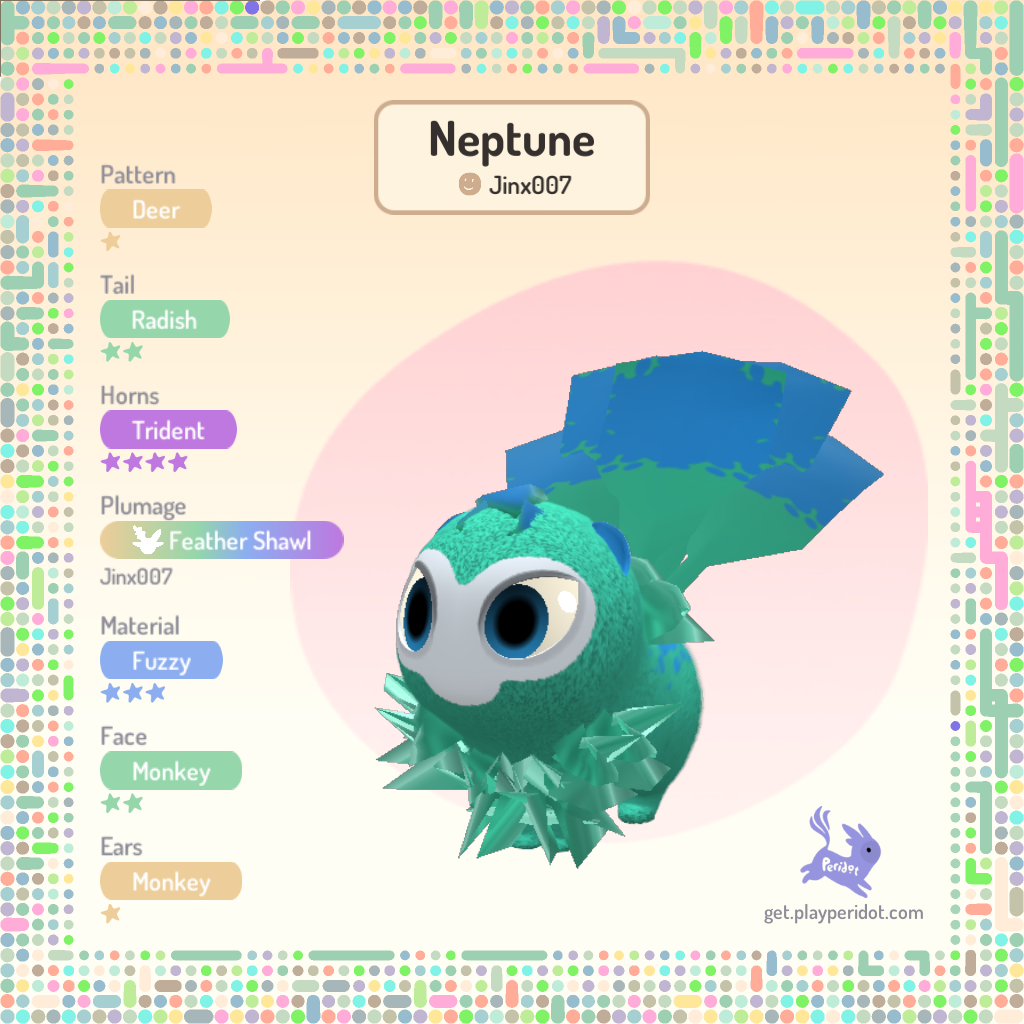 Neptune
Jinx007
Pattern
Deer
Tail
Radish
Horns
Trident
Plumage
Feather Shawl
Jinx007
Material
Fuzzy
Face
Monkey
Ears
Monkey
Peridot
get.playperidot.com